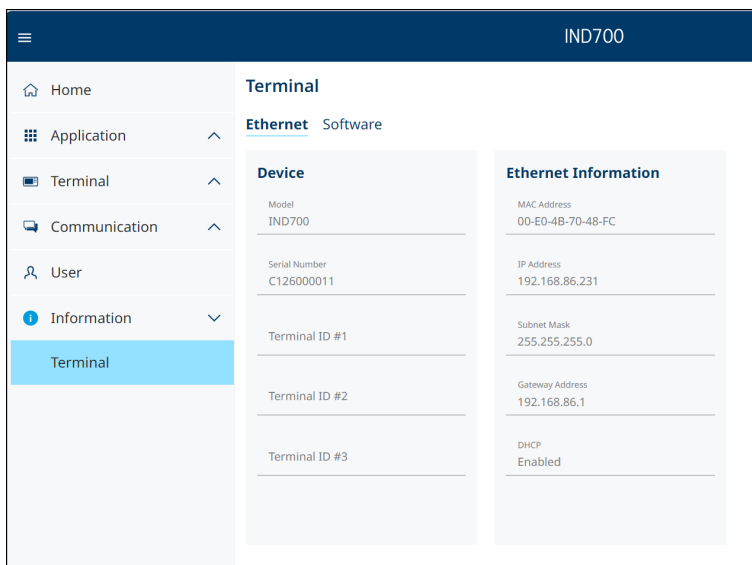 IND700
Home
Application
Terminal
Communication
User
Information
Terminal
Terminal
Ethernet Software
Device
Model
IND700
Serial Number
C126000011
Terminal ID #1
Terminal ID #2
Terminal ID #3
Ethernet Information
MAC Address
00-E0-4B-70-48-FC
IP Address
192.168.86.231
Subnet Mask
255.255.255.0
Gateway Address
192.168.86.1
DHCP
Enabled